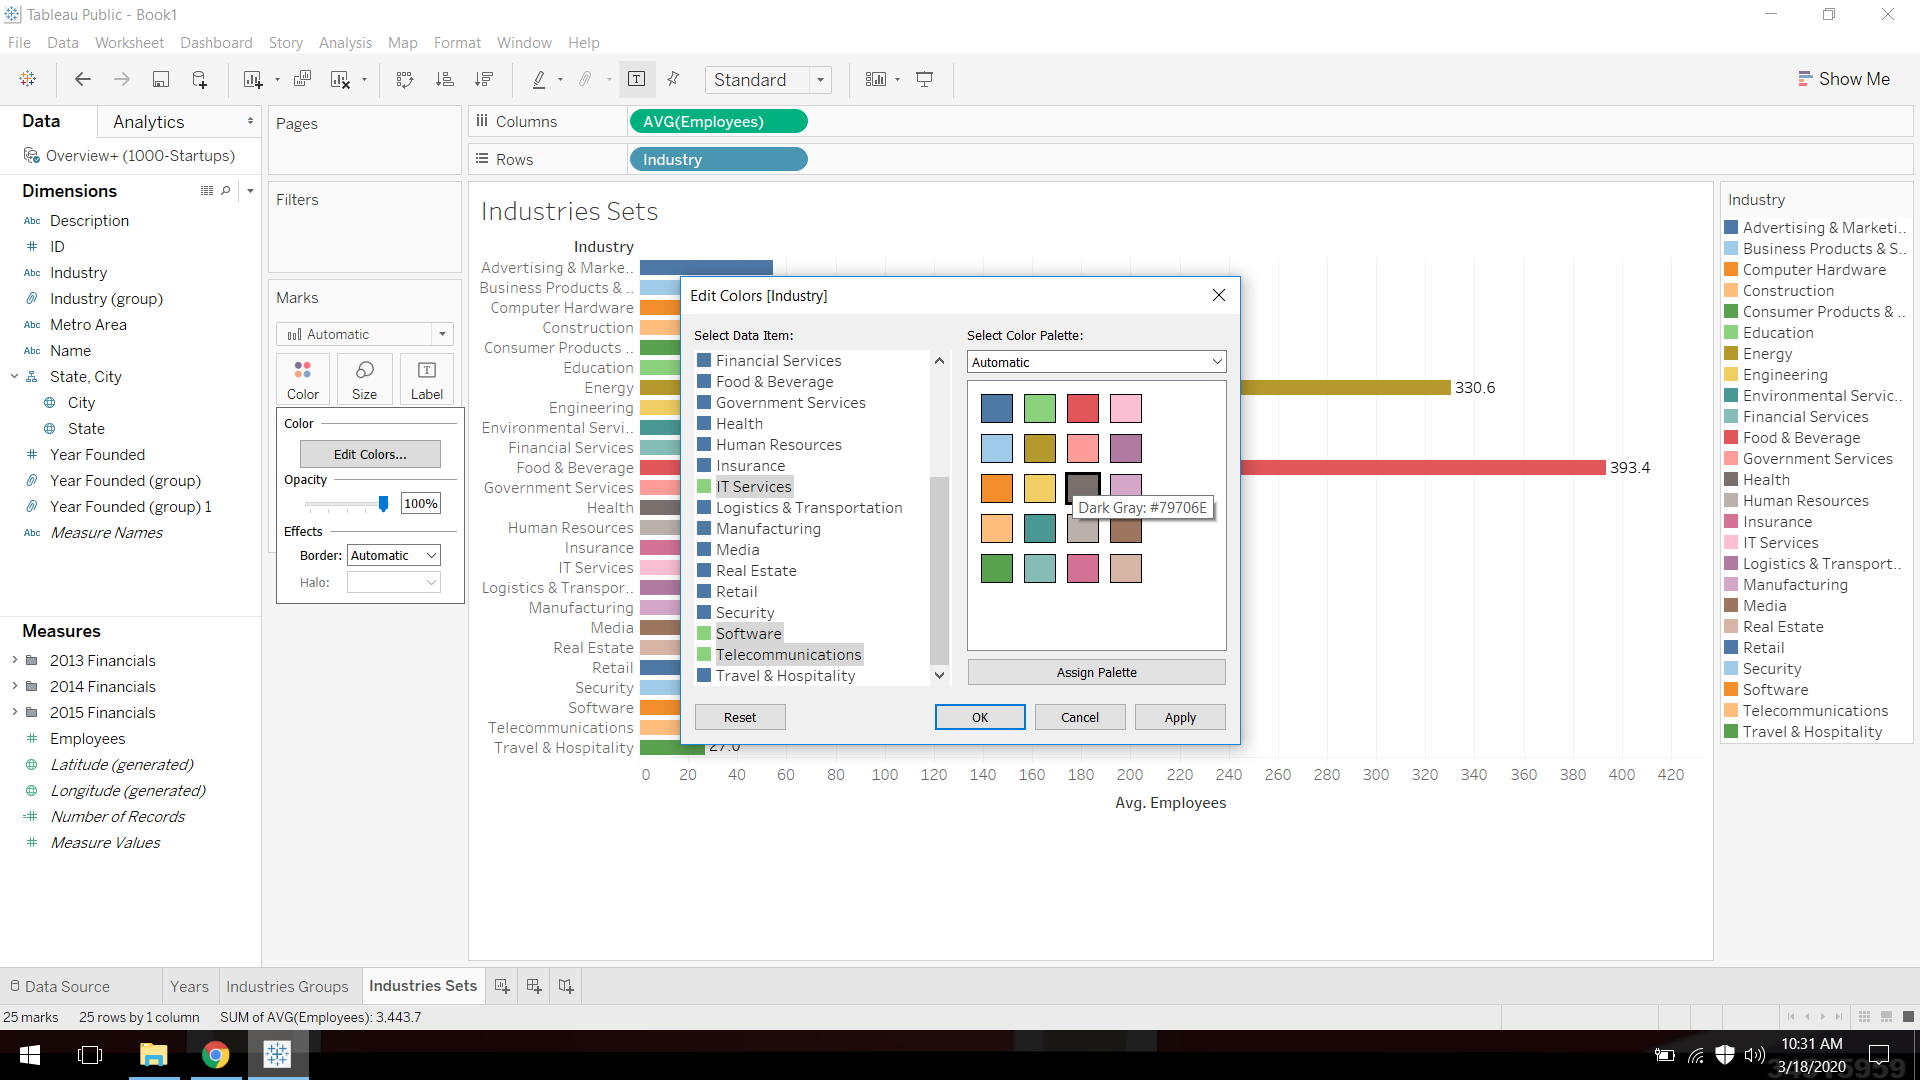 Tableau Public - Book1
File Data Worksheet Dashboard Story Analysis Map Format Window Help
Standard
Show Me
Data Analytics
Overview+ (1000-Startups)
Dimensions
Abc Description
# ID
Abc Industry
Industry (group)
Abc Metro Area
Abc Name
State, City
City
State
# Year Founded
Year Founded (group)
Year Founded (group) 1
Abc Measure Names
Measures
2013 Financials
2014 Financials
2015 Financials
# Employees
Latitude (generated)
Longitude (generated)
Number of Records
# Measure Values
Pages
Filters
Marks
Automatic
Color Size Label
Color
Edit Colors...
Opacity
100%
Effects
Border: Automatic
Halo:
Columns AVG(Employees)
Rows Industry
Industries Sets
Industry
Advertising & Marke..
Business Products & ..
Computer Hardware
Construction
Consumer Products ..
Education
Energy 330.6
Engineering
Environmental Servi..
Financial Services
Food & Beverage 393.4
Government Services
Health
Human Resources
Insurance
IT Services
Logistics & Transpor..
Manufacturing
Media
Real Estate
Retail
Security
Software
Telecommunications
Travel & Hospitality 27.0
0 20 40 60 80 100 120 140 160 180 200 220 240 260 280 300 320 340 360 380 400 420
Avg. Employees
Edit Colors [Industry]
Select Data Item:
Financial Services
Food & Beverage
Government Services
Health
Human Resources
Insurance
IT Services
Logistics & Transportation
Manufacturing
Media
Real Estate
Retail
Security
Software
Telecommunications
Travel & Hospitality
Select Color Palette:
Automatic
Dark Gray: #79706E
Assign Palette
Reset OK Cancel Apply
Industry
Advertising & Marketi..
Business Products & S..
Computer Hardware
Construction
Consumer Products & ..
Education
Energy
Engineering
Environmental Servic..
Financial Services
Food & Beverage
Government Services
Health
Human Resources
Insurance
IT Services
Logistics & Transport..
Manufacturing
Media
Real Estate
Retail
Security
Software
Telecommunications
Travel & Hospitality
Data Source Years Industries Groups Industries Sets
25 marks 25 rows by 1 column SUM of AVG(Employees): 3,443.7
10:31 AM
3/18/2020